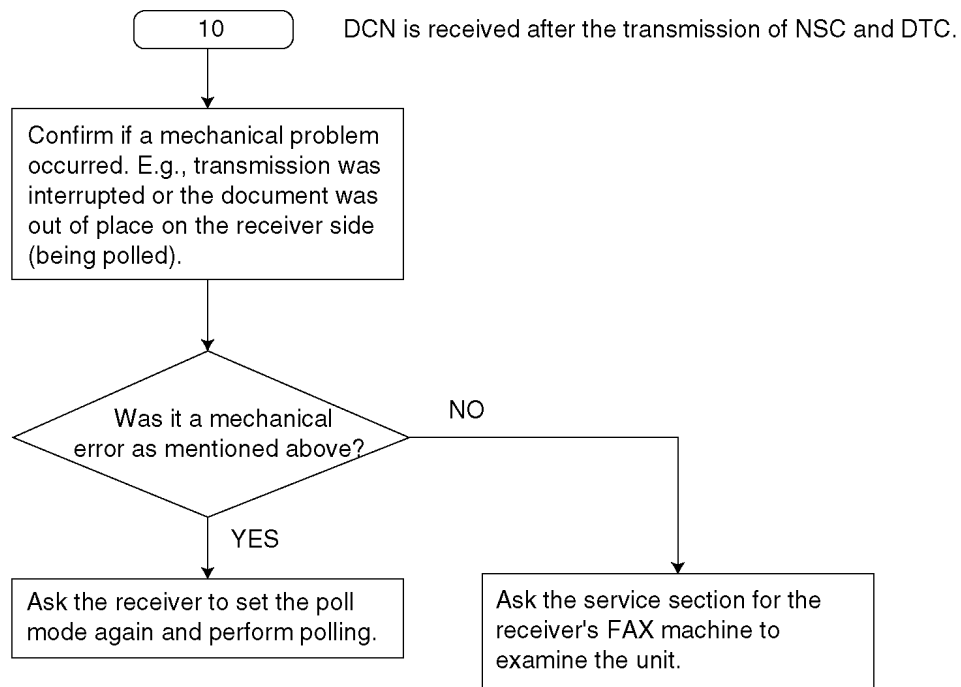 10
DCN is received after the transmission of NSC and DTC.
Confirm if a mechanical problem
occurred. E.g., transmission was
interrupted or the document was
out of place on the receiver side
(being polled).
Was it a mechanical
error as mentioned above?
NO
YES
Ask the receiver to set the poll
mode again and perform polling.
Ask the service section for the
receiver's FAX machine to
examine the unit.